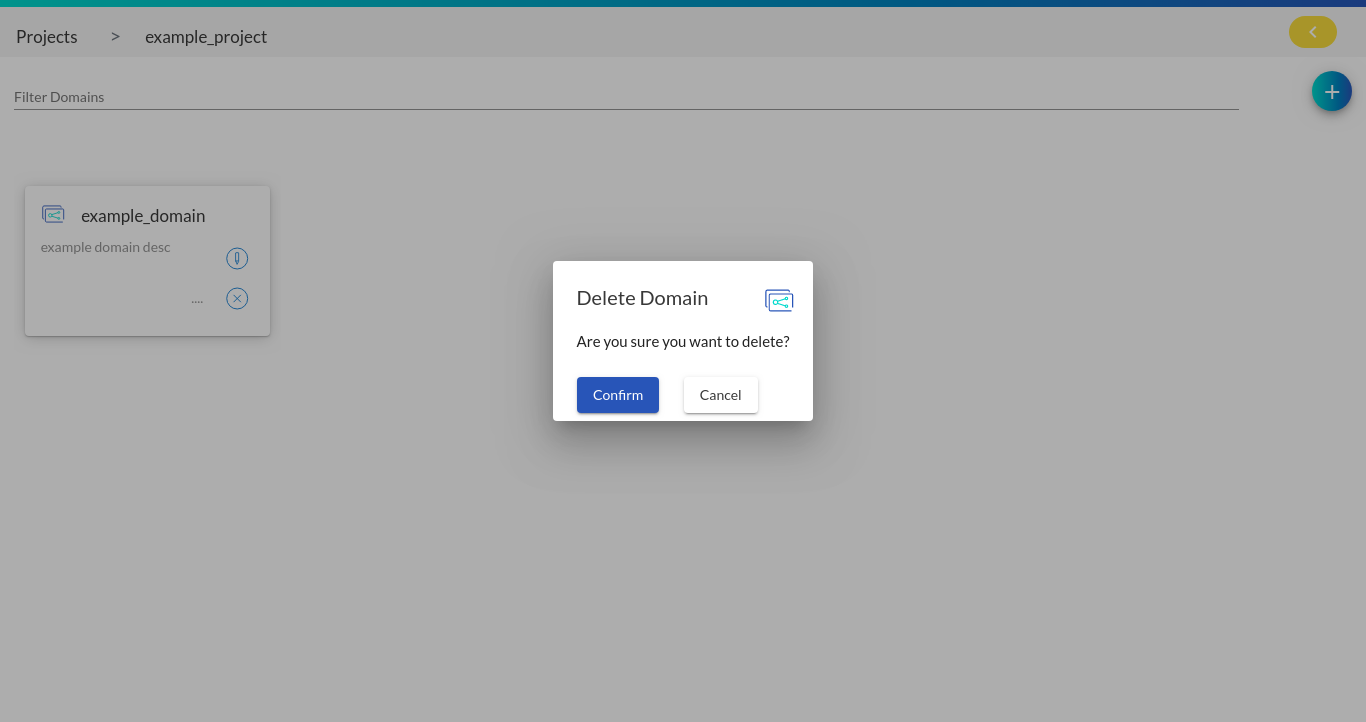 Projects > example_project
Filter Domains
example_domain
example domain desc
....
Delete Domain
Are you sure you want to delete?
Confirm Cancel